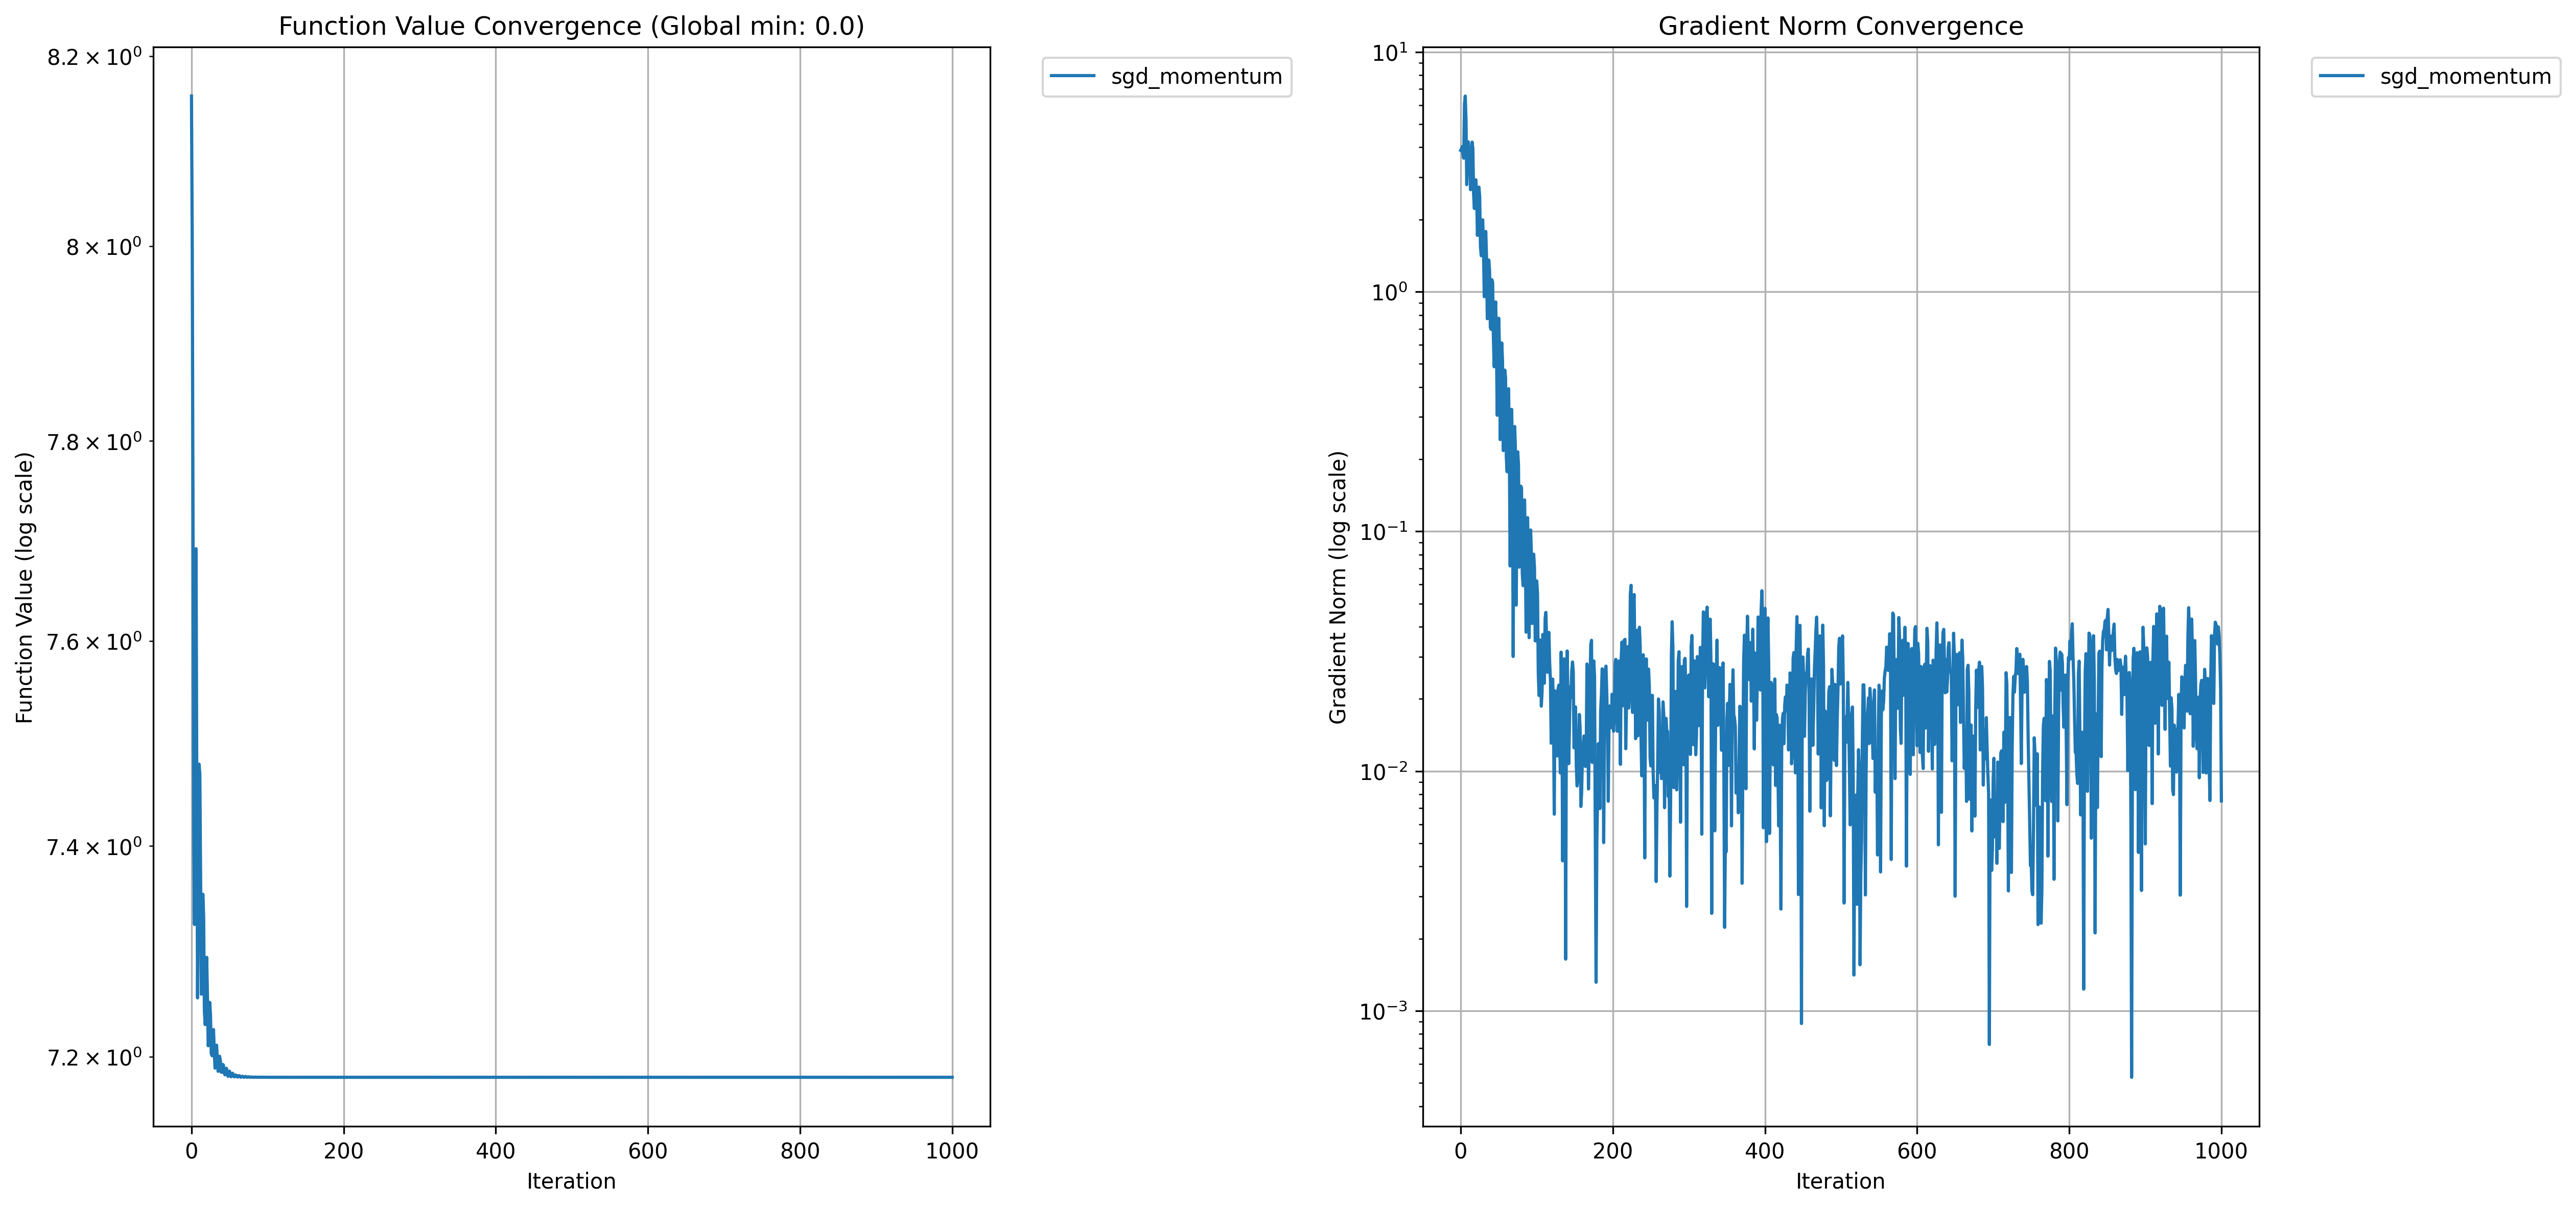 Function Value Convergence (Global min: 0.0)
8.2 × 10⁰
8 × 10⁰
7.8 × 10⁰
7.6 × 10⁰
7.4 × 10⁰
7.2 × 10⁰
Function Value (log scale)
0 200 400 600 800 1000
Iteration
sgd_momentum
Gradient Norm Convergence
10¹
10⁰
10⁻¹
10⁻²
10⁻³
Gradient Norm (log scale)
0 200 400 600 800 1000
Iteration
sgd_momentum